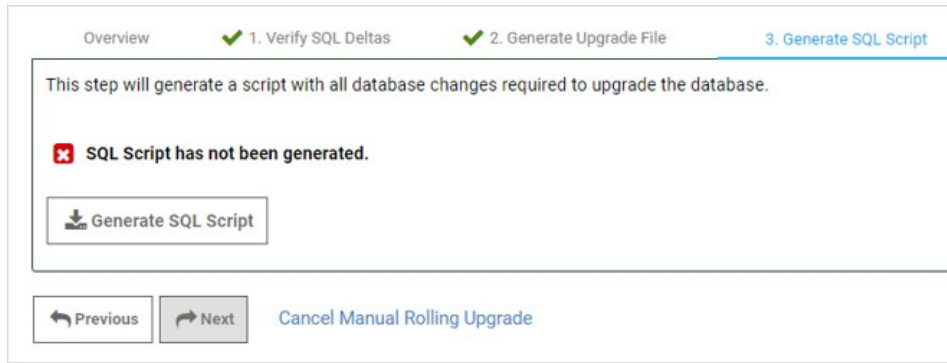 Overview 1. Verify SQL Deltas 2. Generate Upgrade File 3. Generate SQL Script
This step will generate a script with all database changes required to upgrade the database.
SQL Script has not been generated.
Generate SQL Script
Previous Next Cancel Manual Rolling Upgrade